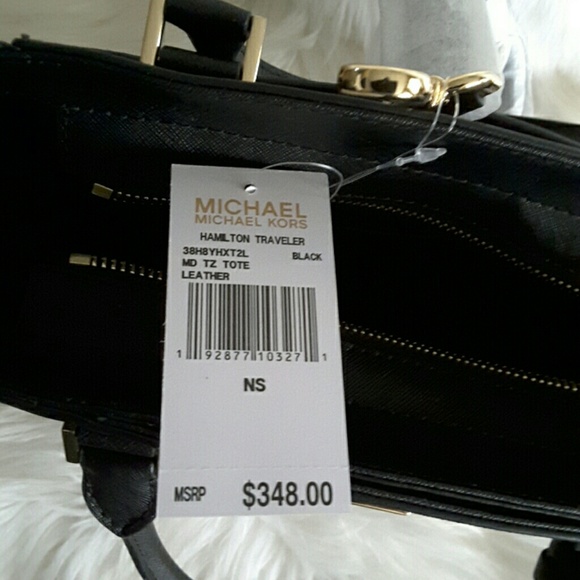 MICHAEL
MICHAEL KORS
HAMILTON TRAVELER
38H8YHXT2L BLACK
MD TZ TOTE
LEATHER
1 92877 10327 1
NS
MSRP $348.00